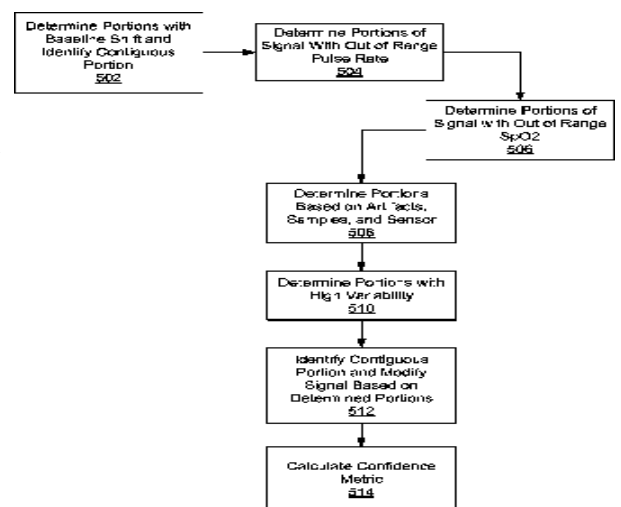 Determine Portions with
Baseline Shift and
Identify Contiguous
Portion
502
Determine Portions of
Signal With Out of Range
Pulse Rate
504
Determine Portions of
Signal with Out of Range
SpO2
506
Determine Portions
Based on Artifacts,
Samples, and Sensor
508
Determine Portions with
High Variability
510
Identify Contiguous
Portion and Modify
Signal Based on
Determined Portions
512
Calculate Confidence
Metric
514